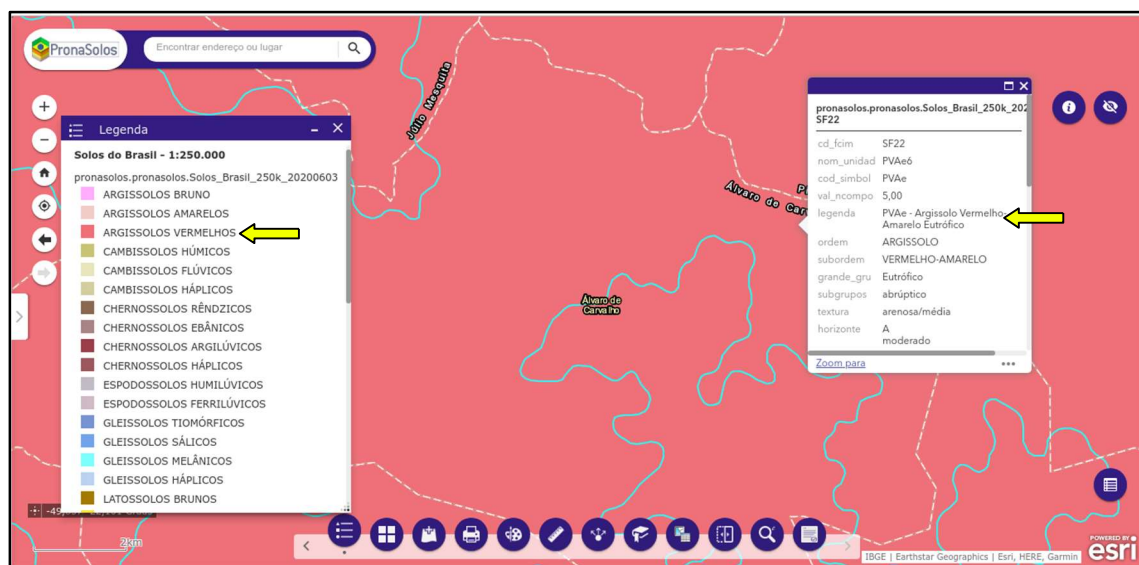 PronaSolos
Encontrar endereço ou lugar
Júlio Mesquita
Legenda
Solos do Brasil - 1:250.000
pronasolos.pronasolos.Solos_Brasil_250k_20200603
ARGISSOLOS BRUNO
ARGISSOLOS AMARELOS
ARGISSOLOS VERMELHOS
CAMBISSOLOS HÚMICOS
CAMBISSOLOS FLÚVICOS
CAMBISSOLOS HÁPLICOS
CHERNOSSOLOS RÊNDZICOS
CHERNOSSOLOS EBÂNICOS
CHERNOSSOLOS ARGILÚVICOS
CHERNOSSOLOS HÁPLICOS
ESPODOSSOLOS HUMILÚVICOS
ESPODOSSOLOS FERRILÚVICOS
GLEISSOLOS TIOMÓRFICOS
GLEISSOLOS SÁLICOS
GLEISSOLOS MELÂNICOS
GLEISSOLOS HÁPLICOS
LATOSSOLOS BRUNOS
Álvaro de
Álvaro de
Carvalho
pronasolos.pronasolos.Solos_Brasil_250k_202
SF22
cd_fcim SF22
nom_unidad PVAe6
cod_simbol PVAe
val_ncompo 5,00
legenda PVAe - Argissolo Vermelho-
Amarelo Eutrófico
ordem ARGISSOLO
subordem VERMELHO-AMARELO
grande_gru Eutrófico
subgrupos abrúptico
textura arenosa/média
horizonte A
moderado
Zoom para
2km
IBGE | Earthstar Geographics | Esri, HERE, Garmin
POWERED BY
esri